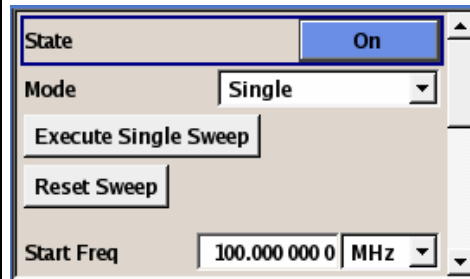 State On
Mode Single
Execute Single Sweep
Reset Sweep
Start Freq 100.000 000 0 MHz